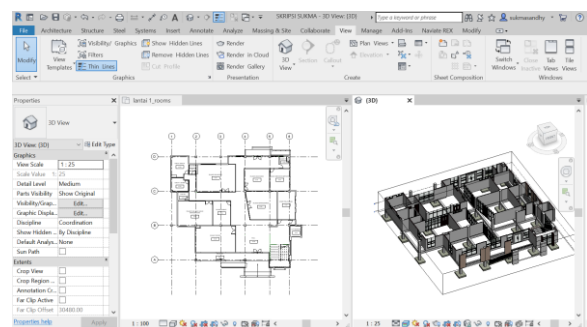 SKRIPSI SUKMA - 3D View: {3D}
Type a keyword or phrase
sukmasandhy
File Architecture Structure Steel Systems Insert Annotate Analyze Massing & Site Collaborate View Manage Add-Ins Naviate REX Modify
Modify
View Templates
Visibility/ Graphics
Filters
Thin Lines
Show Hidden Lines
Remove Hidden Lines
Cut Profile
Render
Render in Cloud
Render Gallery
3D View
Section
Callout
Plan Views
Elevation
Switch Windows
Close Inactive
Tab Views
Tile Views
Select
Graphics
Presentation
Create
Sheet Composition
Windows
Properties
lantai 1_rooms
{3D}
3D View
3D View: {3D}
Edit Type
Graphics
View Scale 1 : 25
Scale Value 1: 25
Detail Level Medium
Parts Visibility Show Original
Visibility/Grap... Edit...
Graphic Displa... Edit...
Discipline Coordination
Show Hidden ... By Discipline
Default Analys... None
Sun Path
Extents
Crop View
Crop Region ...
Annotation Cr...
Far Clip Active
Far Clip Offset 30480.00
Properties help
Apply
1 : 100
1 : 25